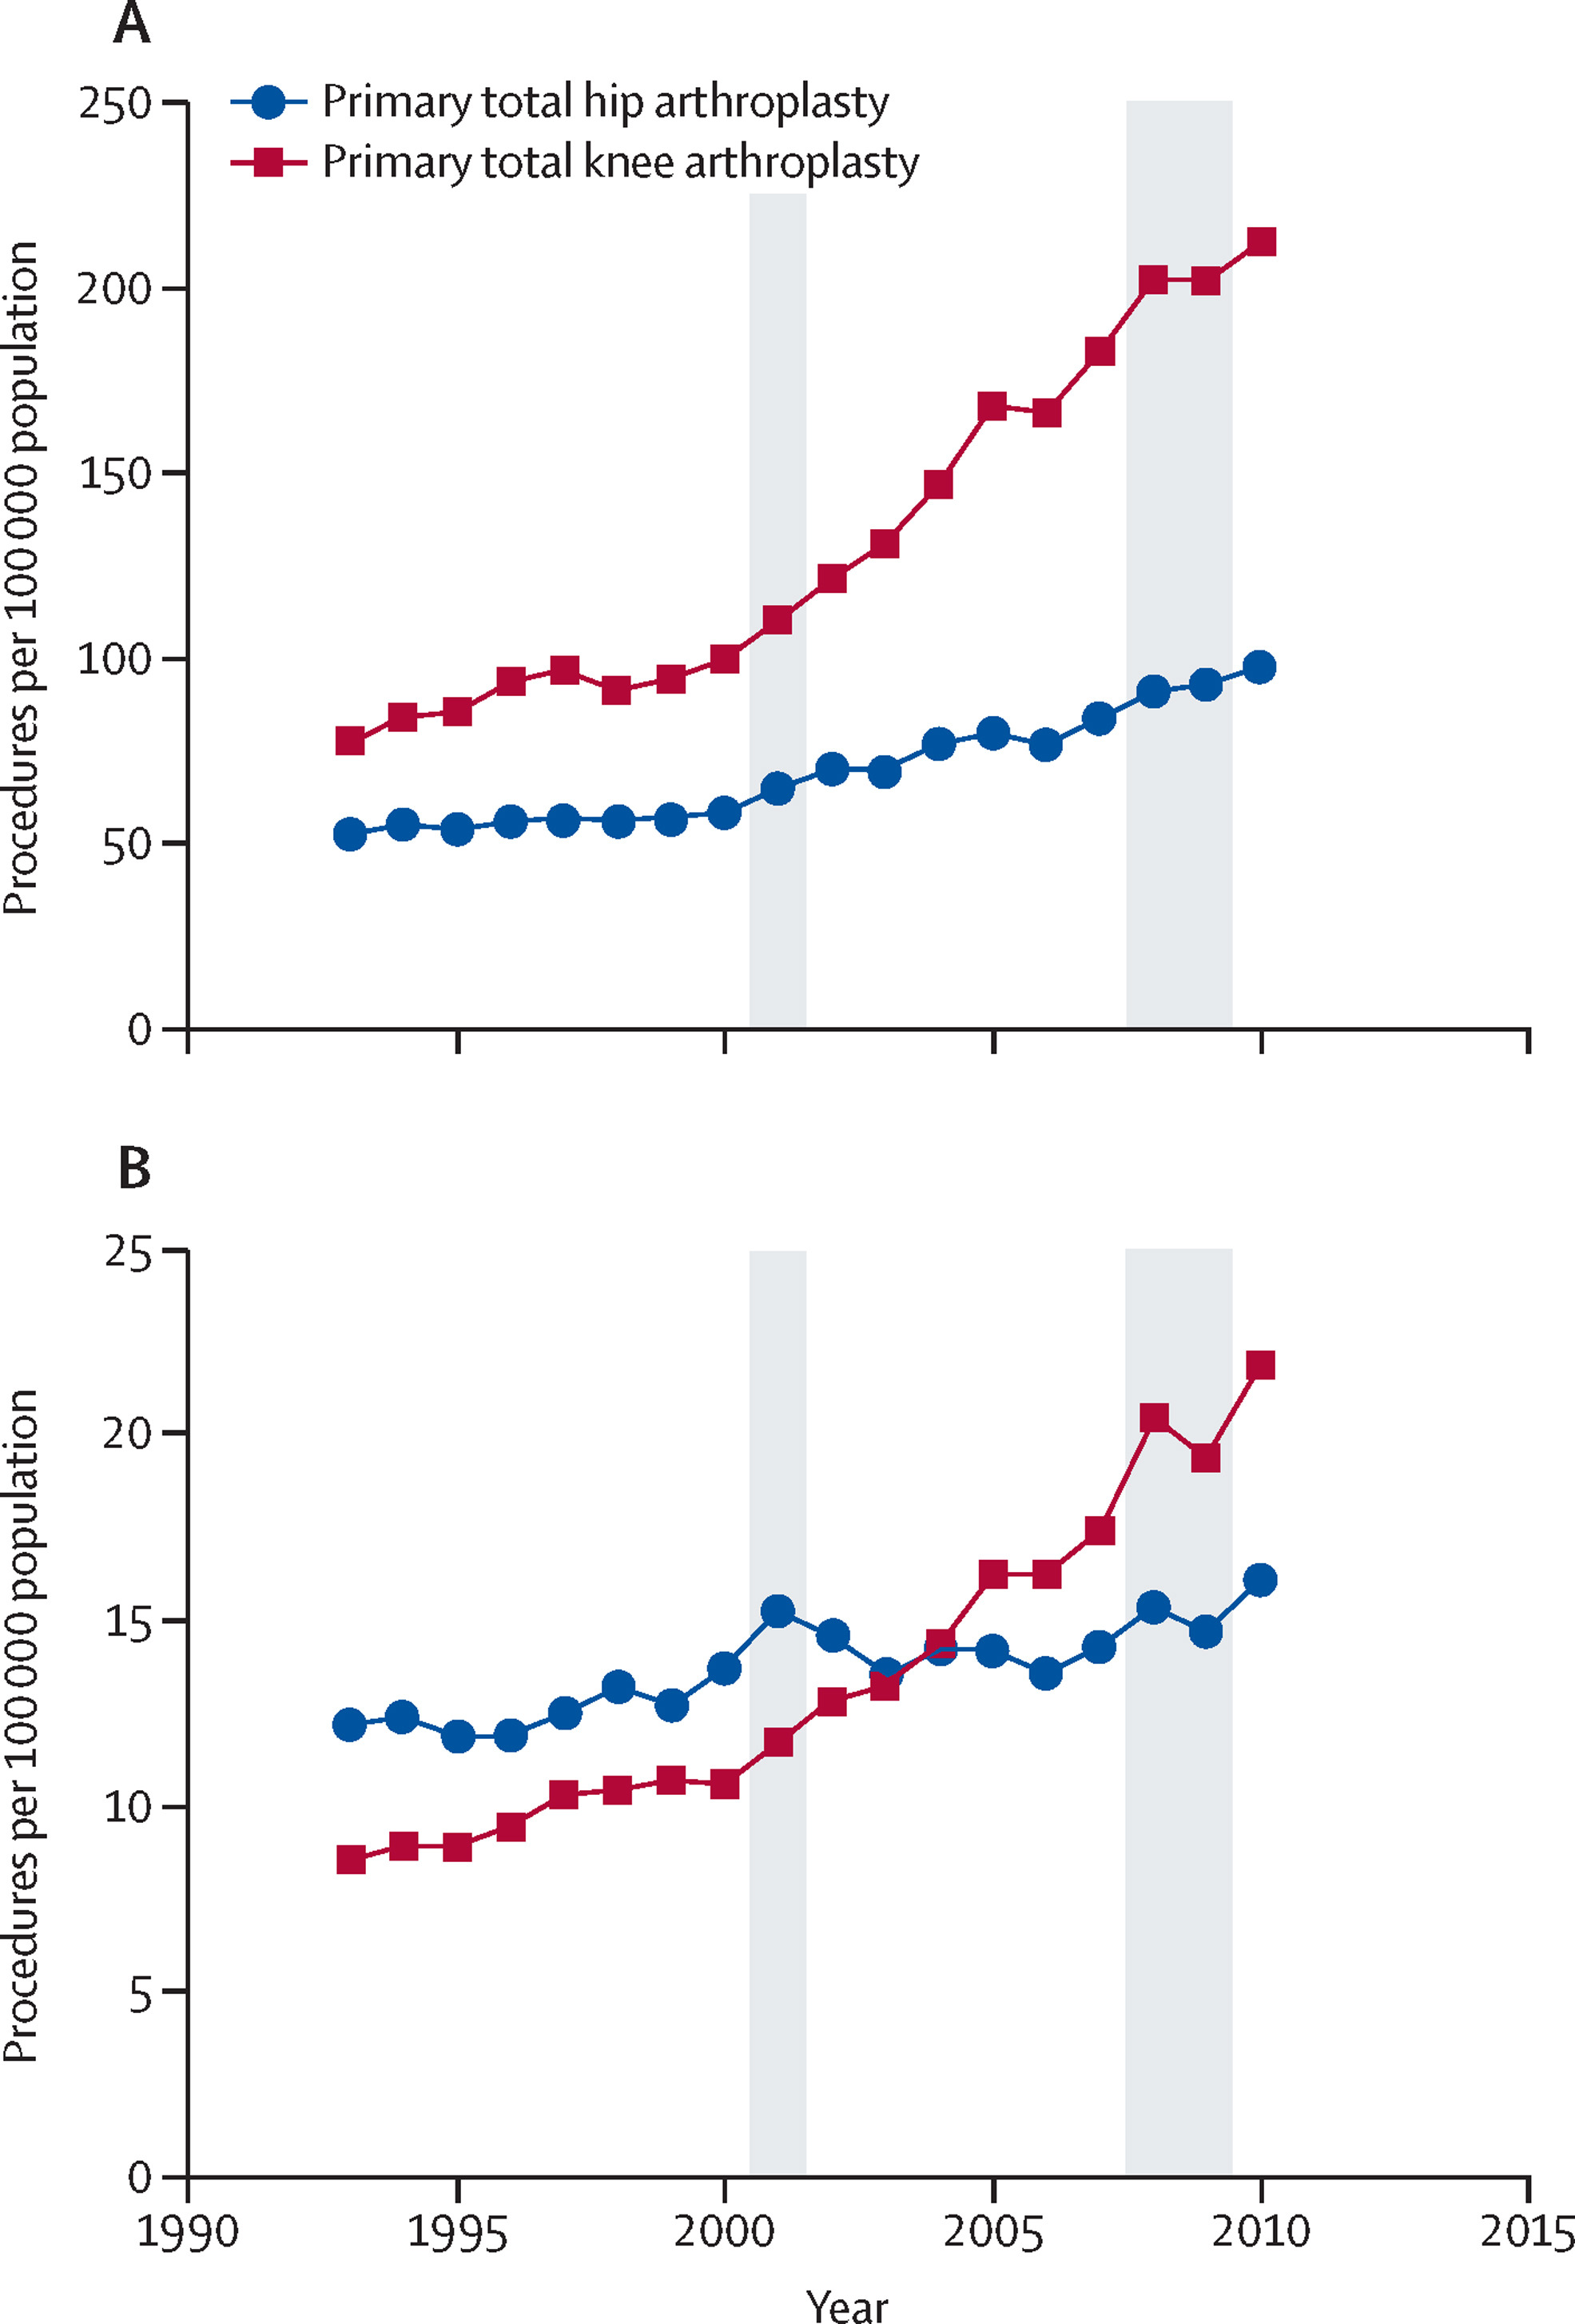 A
Primary total hip arthroplasty
Primary total knee arthroplasty
Procedures per 100 000 population
250
200
150
100
50
0
B
Procedures per 100 000 population
25
20
15
10
5
0
1990 1995 2000 2005 2010 2015
Year